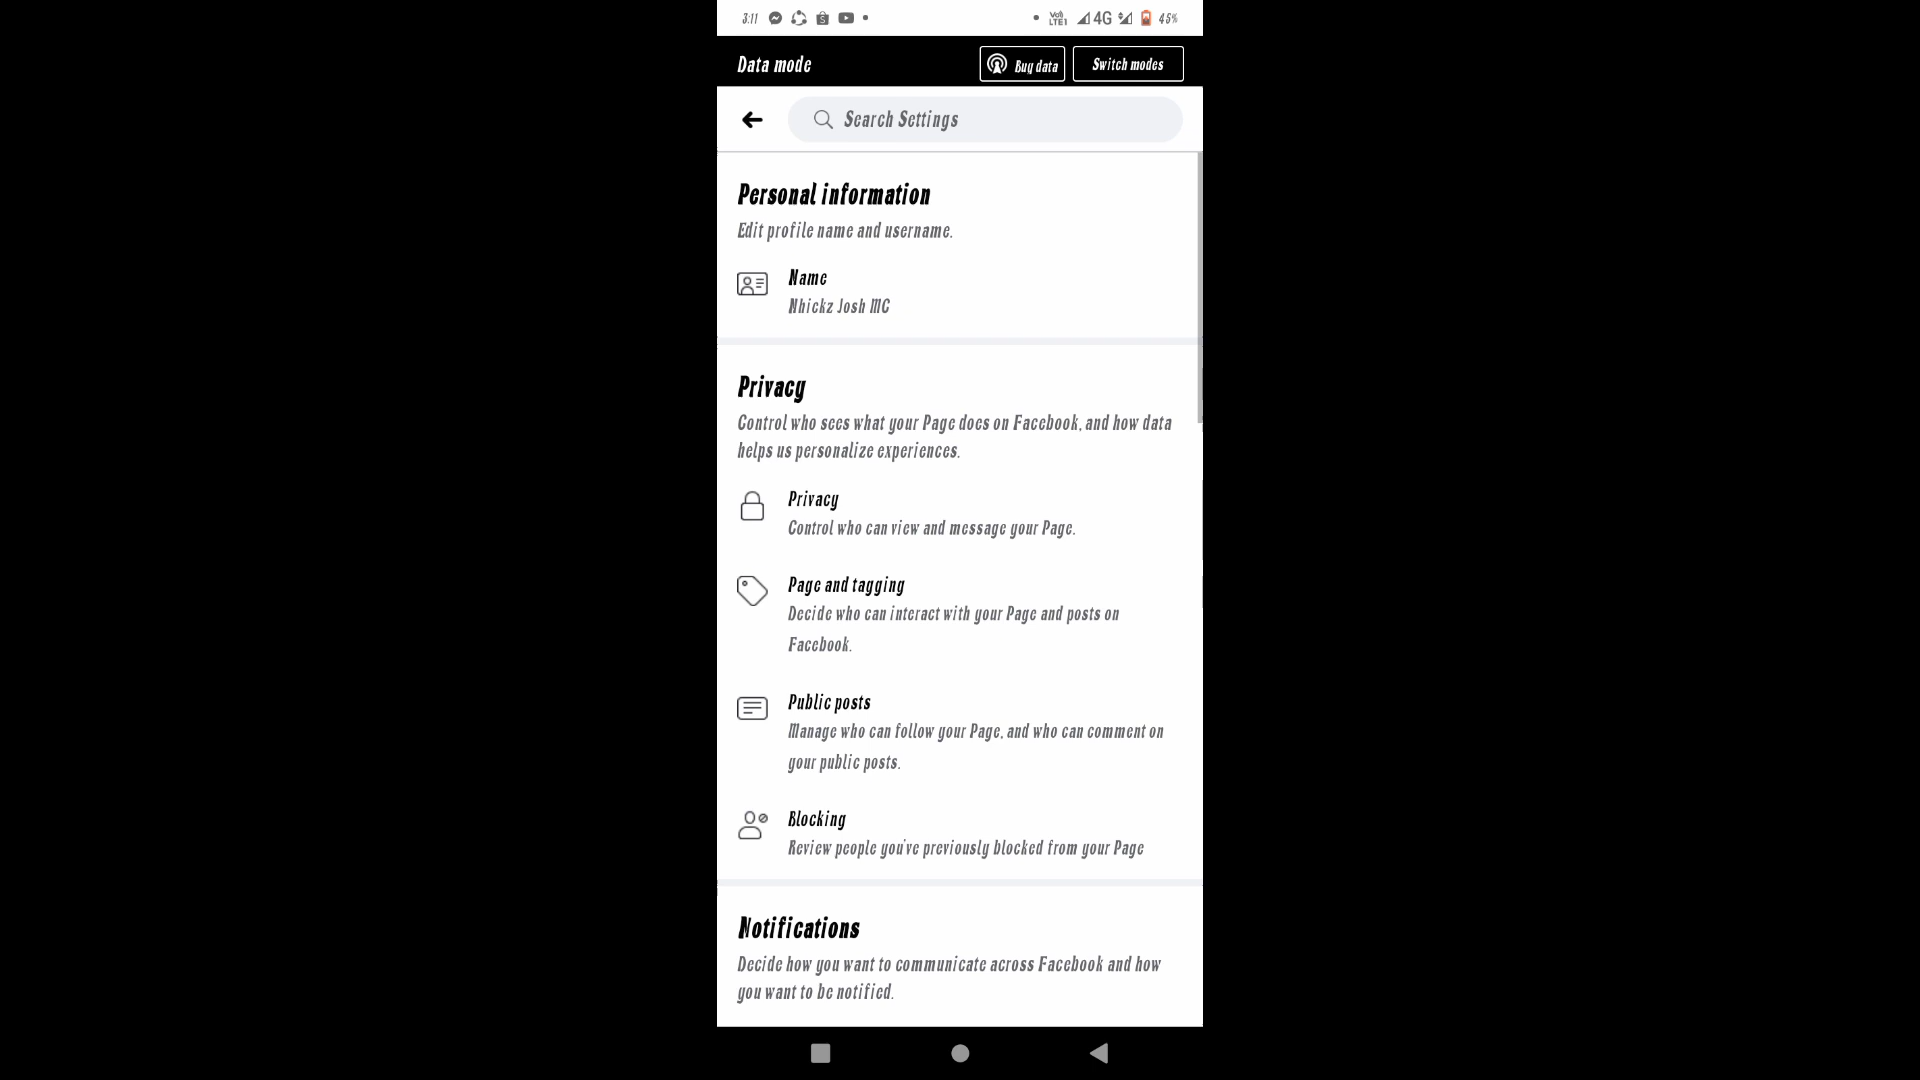 3:11 VoLTE1 4G 45%
Data mode Buy data Switch modes
Search Settings
Personal information
Edit profile name and username.
Name
Nhickz Josh MC
Privacy
Control who sees what your Page does on Facebook, and how data
helps us personalize experiences.
Privacy
Control who can view and message your Page.
Page and tagging
Decide who can interact with your Page and posts on
Facebook.
Public posts
Manage who can follow your Page, and who can comment on
your public posts.
Blocking
Review people you've previously blocked from your Page
Notifications
Decide how you want to communicate across Facebook and how
you want to be notified.